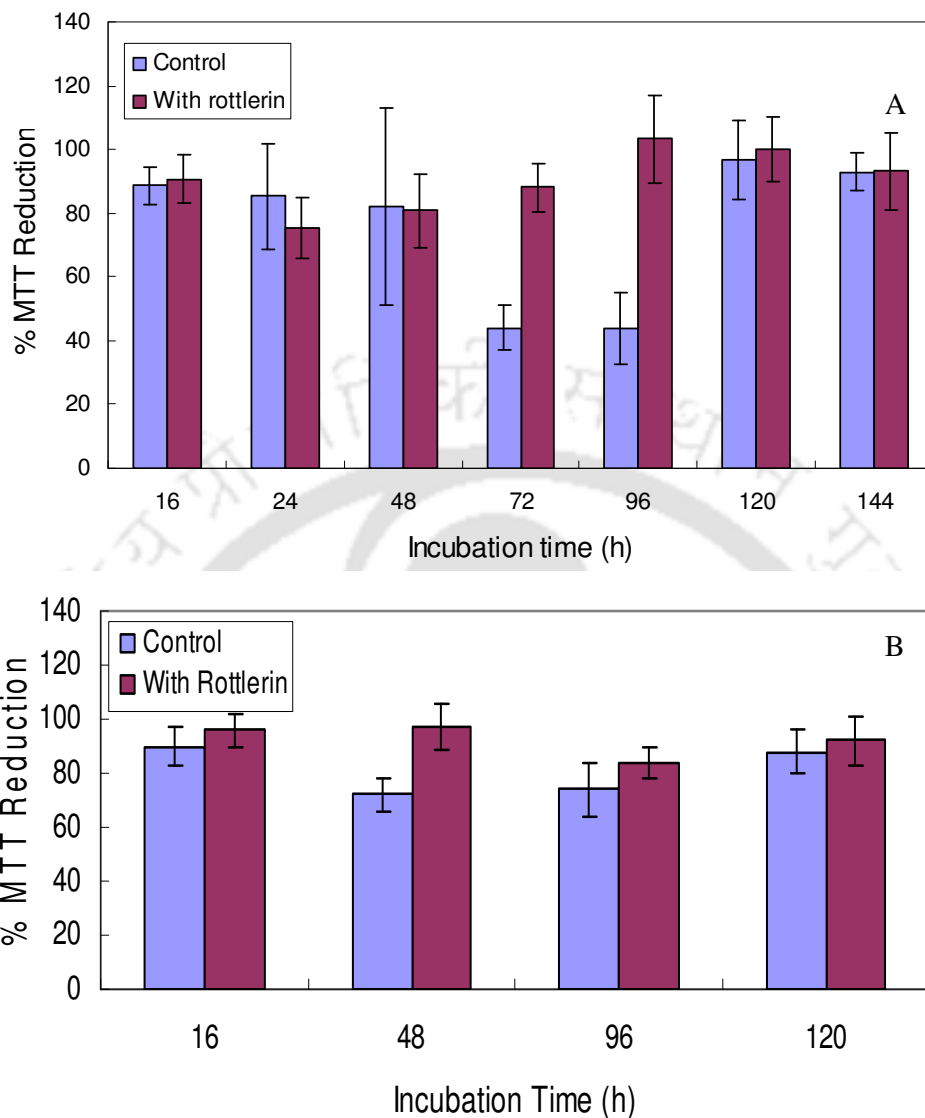 140
120
100
80
60
40
20
0
% MTT Reduction
Control
With rottlerin
A
16 24 48 72 96 120 144
Incubation time (h)
140
120
100
80
60
40
20
0
% MTT Reduction
Control
With Rottlerin
B
16 48 96 120
Incubation Time (h)